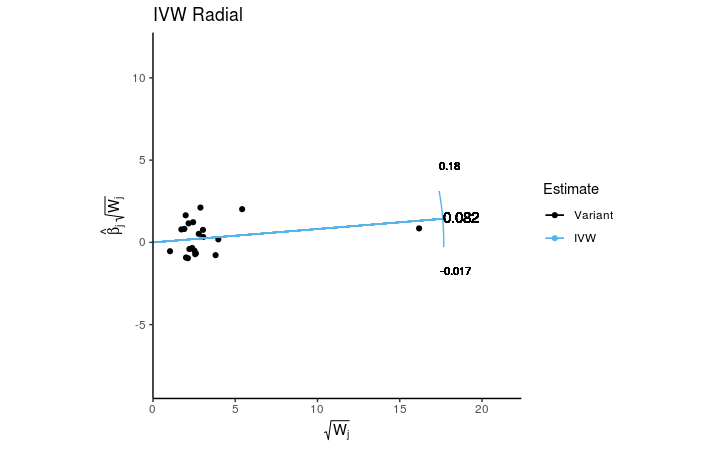 IVW Radial
10
5
0
-5
β̂j√Wj
0.18
0.082
-0.017
0
5
10
15
20
√Wj
Estimate
Variant
IVW